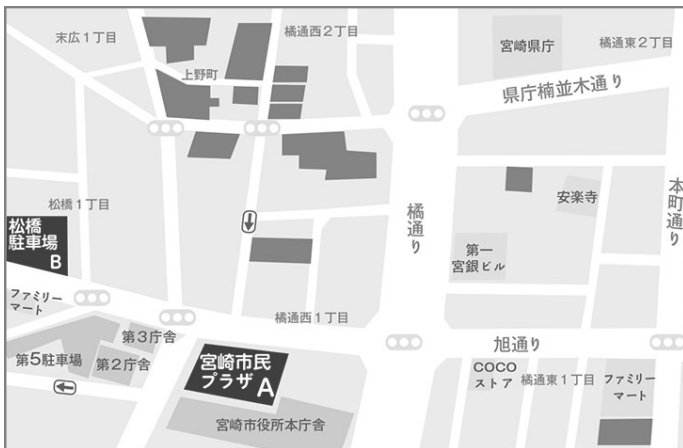 末広1丁目
橘通西2丁目
宮崎県庁
橘通東2丁目
上野町
県庁楠並木通り
松橋1丁目
安楽寺
本町通り
松橋
駐車場
B
橘通り
第一
宮銀ビル
ファミリー
マート
橘通西1丁目
第3庁舎
旭通り
第5駐車場
第2庁舎
宮崎市民
プラザA
COCO
ストア
橘通東1丁目
ファミリー
マート
宮崎市役所本庁舎